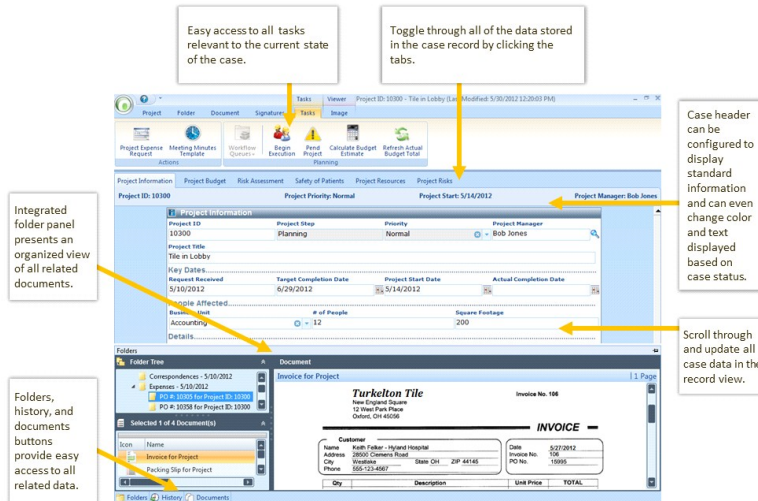 Easy access to all tasks
relevant to the current state
of the case.
Toggle through all of the data stored
in the case record by clicking the
tabs.
Case header
can be
configured to
display
standard
information
and can even
change color
and text
displayed
based on
case status.
Integrated
folder panel
presents an
organized view
of all related
documents.
Scroll through
and update all
case data in the
record view.
Folders,
history, and
documents
buttons
provide easy
access to all
related data.
Tasks Viewer Project ID: 10300 - Tile in Lobby (Last Modified: 5/30/2012 12:20:03 PM)
Project Folder Document Signatures Tasks Image
Project Expense Request
Meeting Minutes Template
Workflow Queues
Begin Execution
Pend Project
Calculate Budget Estimate
Refresh Actual Budget Total
Actions Planning
Project Information Project Budget Risk Assessment Safety of Patients Project Resources Project Risks
Project ID: 10300 Project Priority: Normal Project Start: 5/14/2012 Project Manager: Bob Jones
Project Information
Project ID Project Step Priority Project Manager
10300 Planning Normal Bob Jones
Project Title
Tile in Lobby
Key Dates
Request Received Target Completion Date Project Start Date Actual Completion Date
5/10/2012 6/29/2012 5/14/2012
People Affected
Business Unit # of People Square Footage
Accounting 12 200
Details
Folders
Folder Tree Document
Correspondences - 5/10/2012
Expenses - 5/10/2012
PO #: 10305 for Project ID: 10300
PO #: 10358 for Project ID: 10300
Selected 1 of 4 Document(s)
Icon Name
Invoice for Project
Packing Slip for Project
Folders History Documents
Invoice for Project 1 Page
Turkelton Tile
New England Square
12 West Park Place
Oxford, OH 45056
Invoice No. 106
INVOICE
Customer
Name Keith Felker - Hyland Hospital
Address 28500 Clemens Road
City Westlake State OH ZIP 44145
Phone 555-123-4567
Date 5/27/2012
Invoice No. 106
PO No. 15995
Qty Description Unit Price TOTAL